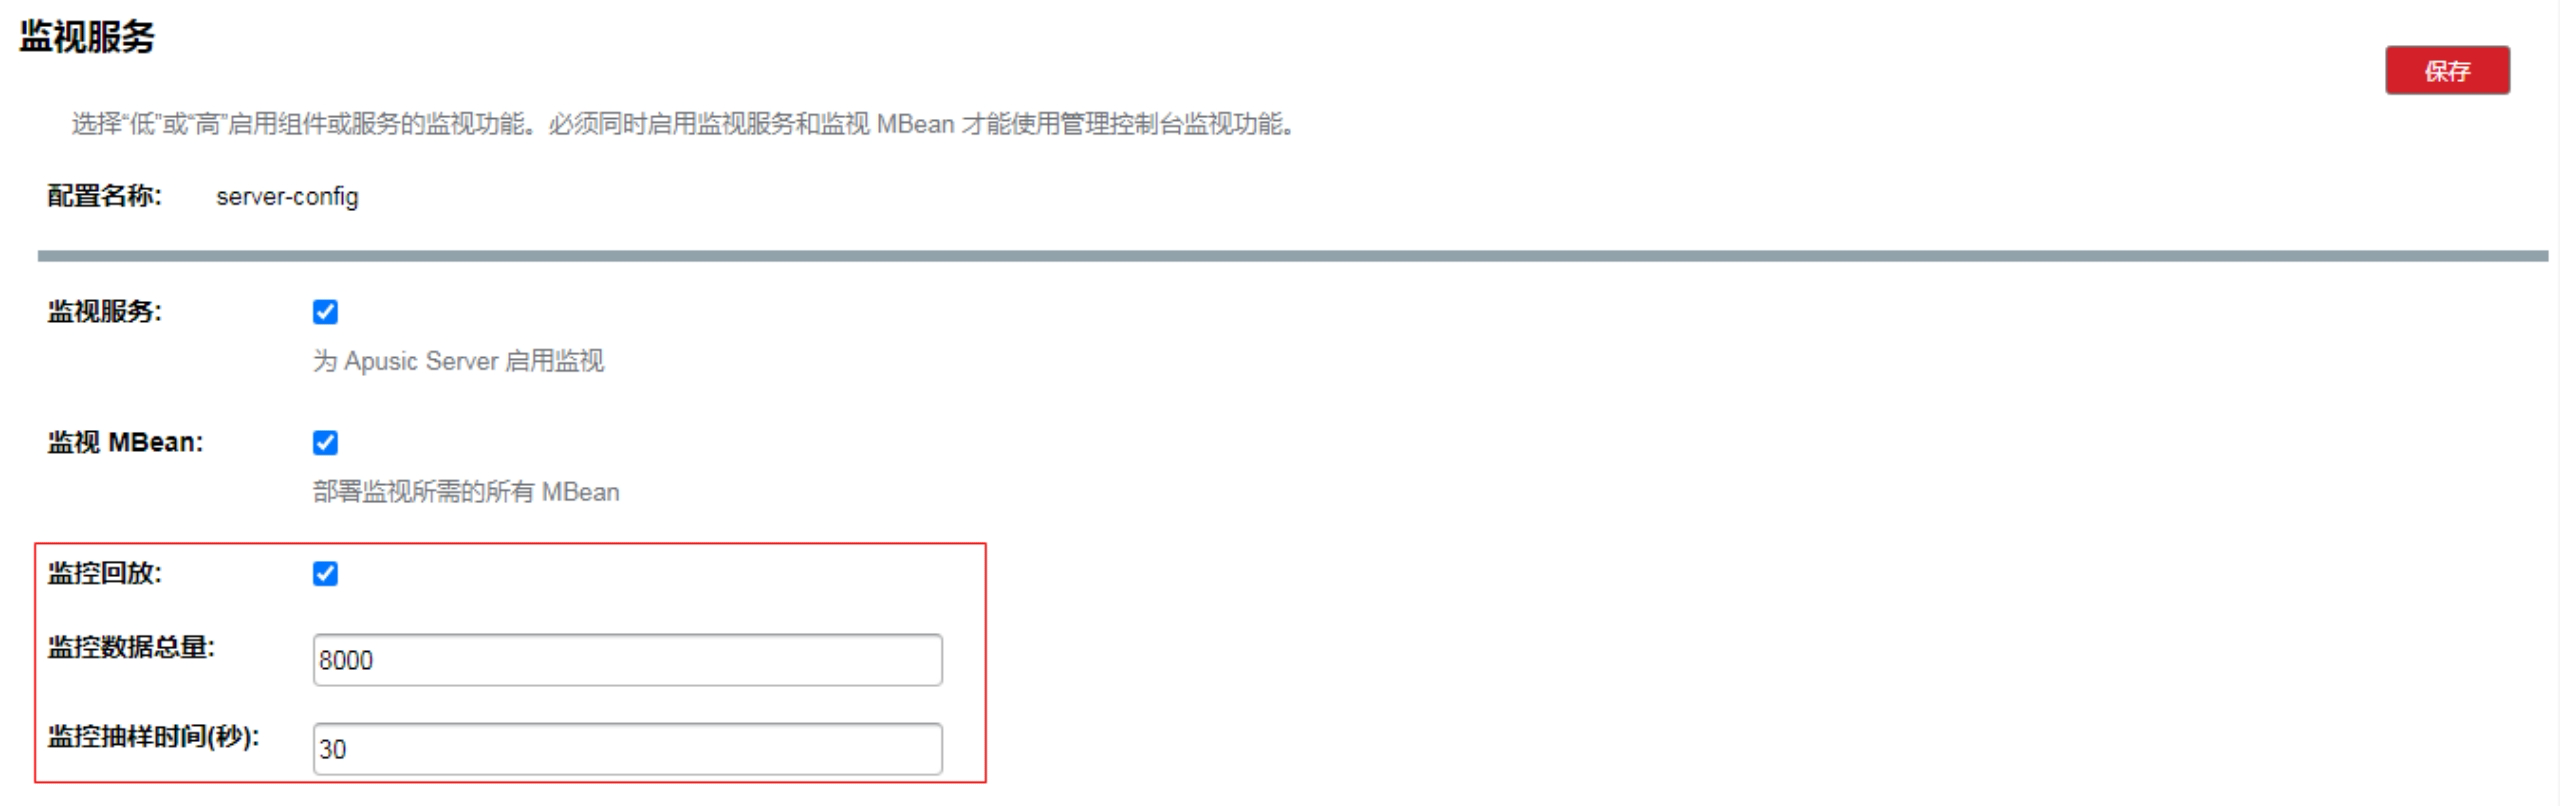 监视服务
保存
选择“低”或“高”启用组件或服务的监视功能。必须同时启用监视服务和监视 MBean 才能使用管理控制台监视功能。
配置名称: server-config
监视服务:
为 Apusic Server 启用监视
监视 MBean:
部署监视所需的所有 MBean
监控回放:
监控数据总量: 8000
监控抽样时间(秒): 30